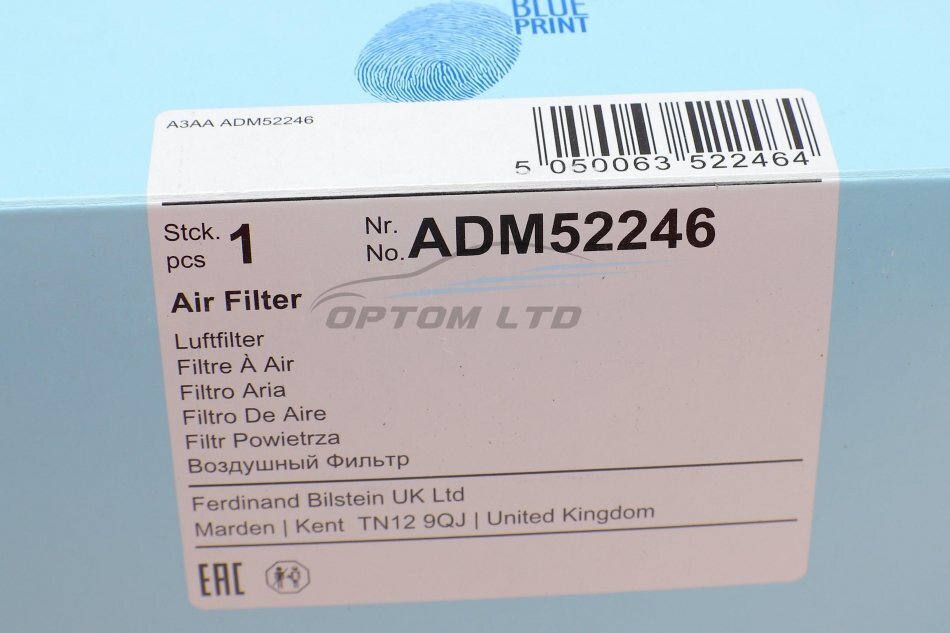 BLUE
PRINT
A3AA ADM52246
5 050063 522464
Stck.
pcs
1
Nr.
No.
ADM52246
Air Filter
OPTOM LTD
Luftfilter
Filtre À Air
Filtro Aria
Filtro De Aire
Filtr Powietrza
Воздушный Фильтр
Ferdinand Bilstein UK Ltd
Marden | Kent TN12 9QJ | United Kingdom
EAC